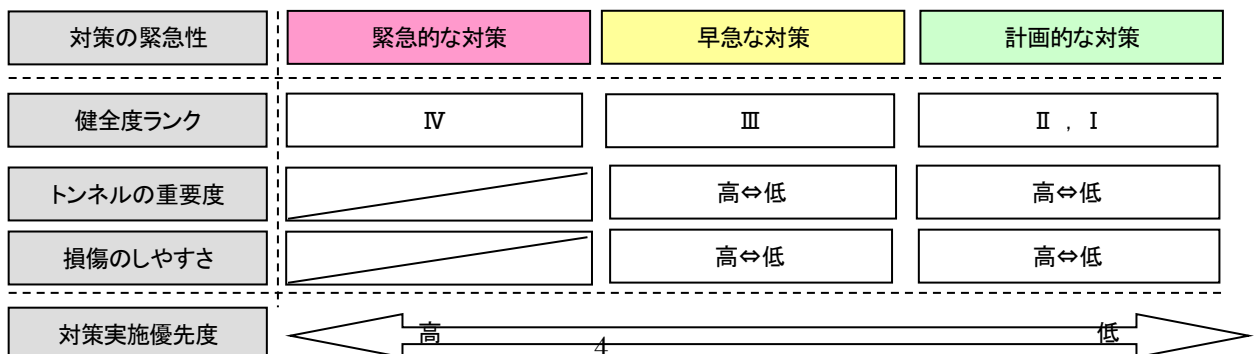 対策の緊急性 緊急的な対策 早急な対策 計画的な対策
健全度ランク Ⅳ Ⅲ Ⅱ , Ⅰ
トンネルの重要度 高⇔低 高⇔低
損傷のしやすさ 高⇔低 高⇔低
対策実施優先度 高 低
4